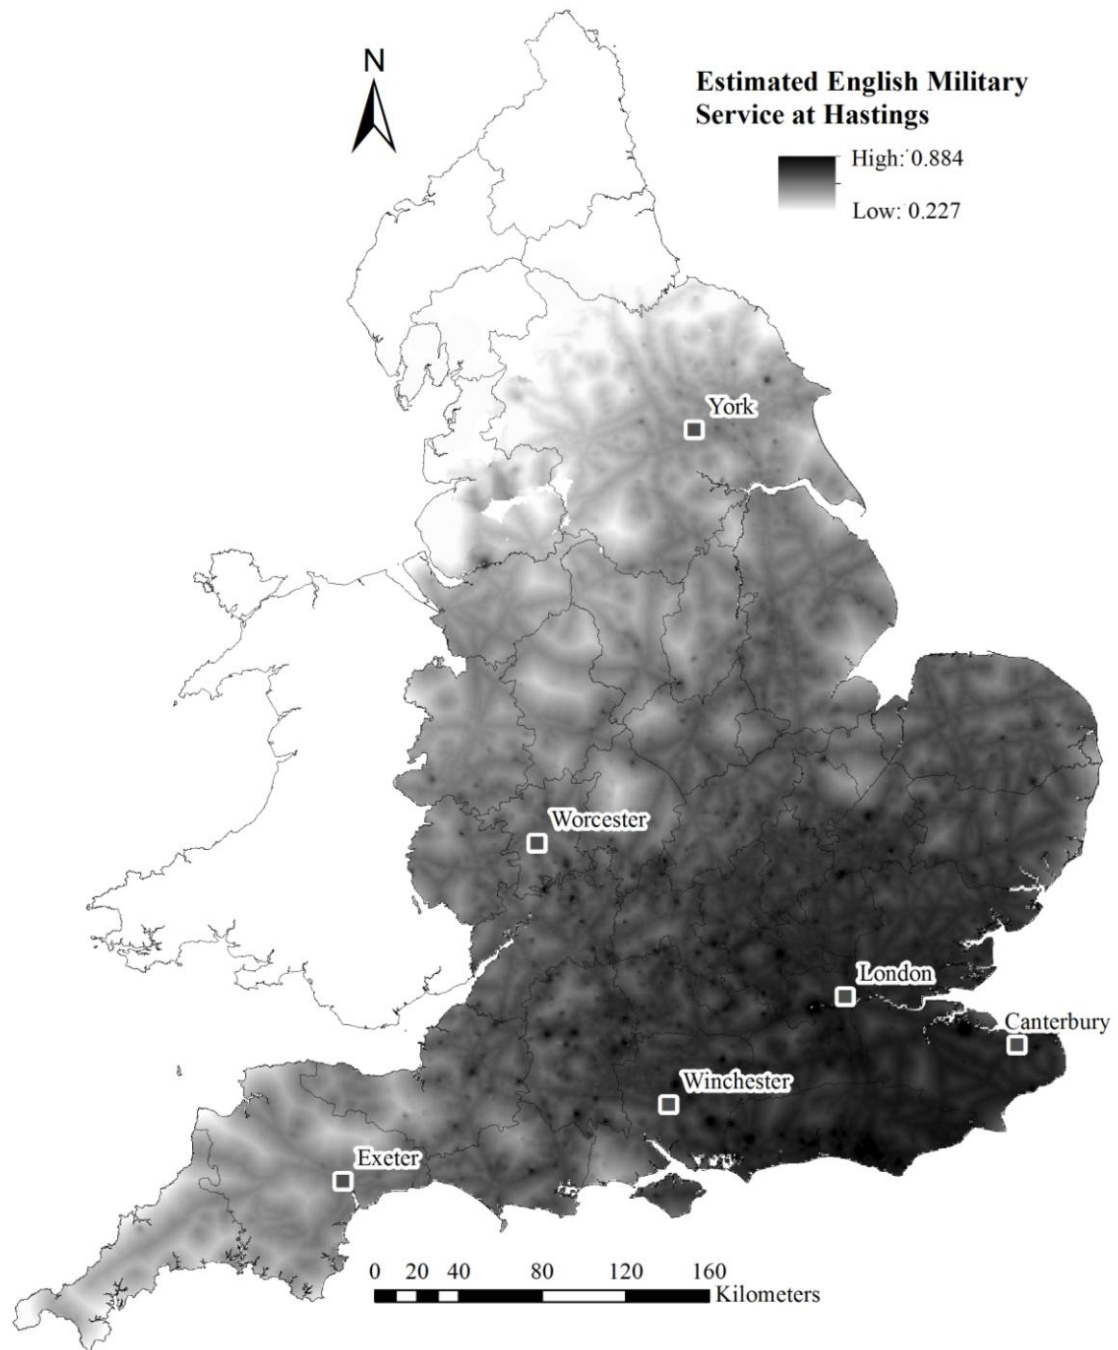 N
Estimated English Military
Service at Hastings
High: 0.884
Low: 0.227
York
Worcester
London
Canterbury
Winchester
Exeter
0 20 40 80 120 160
Kilometers